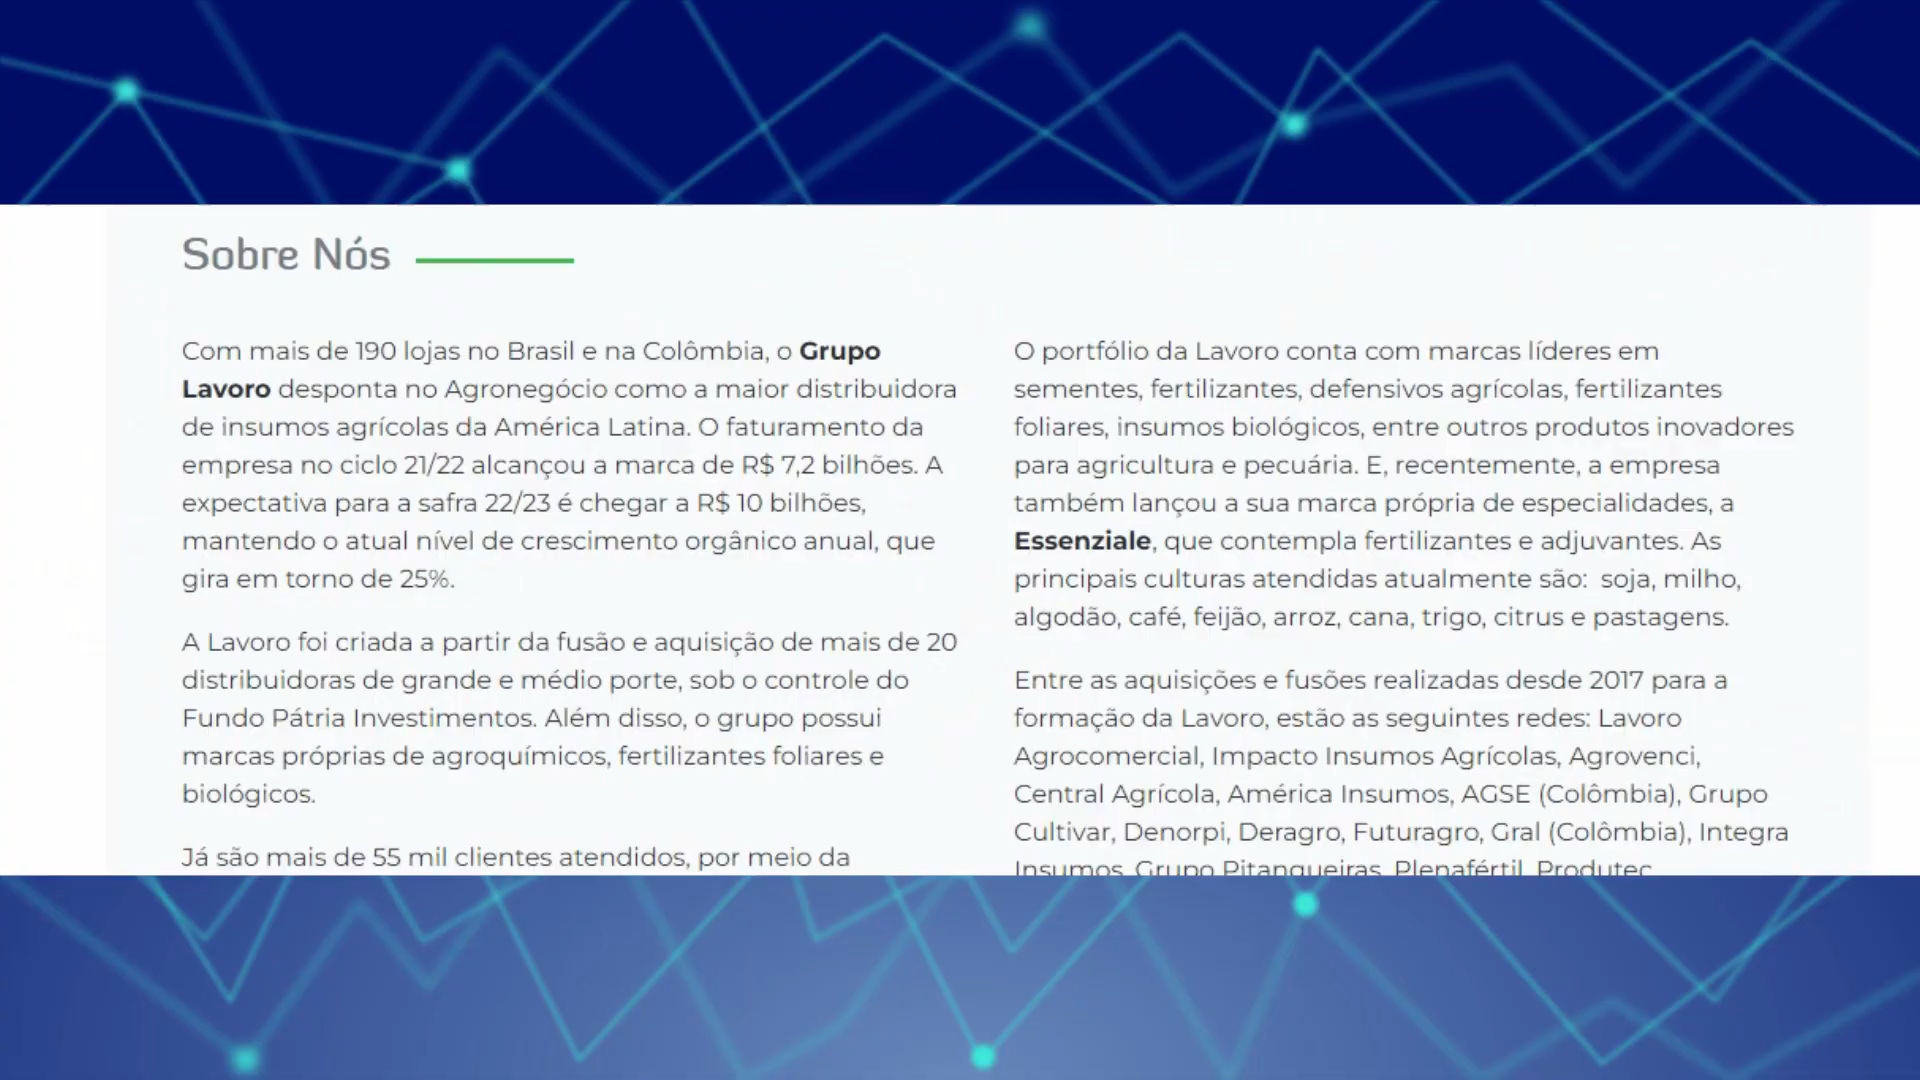 Sobre Nós
Com mais de 190 lojas no Brasil e na Colômbia, o Grupo
Lavoro desponta no Agronegócio como a maior distribuidora
de insumos agrícolas da América Latina. O faturamento da
empresa no ciclo 21/22 alcançou a marca de R$ 7,2 bilhões. A
expectativa para a safra 22/23 é chegar a R$ 10 bilhões,
mantendo o atual nível de crescimento orgânico anual, que
gira em torno de 25%.
A Lavoro foi criada a partir da fusão e aquisição de mais de 20
distribuidoras de grande e médio porte, sob o controle do
Fundo Pátria Investimentos. Além disso, o grupo possui
marcas próprias de agroquímicos, fertilizantes foliares e
biológicos.
Já são mais de 55 mil clientes atendidos, por meio da
O portfólio da Lavoro conta com marcas líderes em
sementes, fertilizantes, defensivos agrícolas, fertilizantes
foliares, insumos biológicos, entre outros produtos inovadores
para agricultura e pecuária. E, recentemente, a empresa
também lançou a sua marca própria de especialidades, a
Essenziale, que contempla fertilizantes e adjuvantes. As
principais culturas atendidas atualmente são:  soja, milho,
algodão, café, feijão, arroz, cana, trigo, citrus e pastagens.
Entre as aquisições e fusões realizadas desde 2017 para a
formação da Lavoro, estão as seguintes redes: Lavoro
Agrocomercial, Impacto Insumos Agrícolas, Agrovenci,
Central Agrícola, América Insumos, AGSE (Colômbia), Grupo
Cultivar, Denorpi, Deragro, Futuragro, Gral (Colômbia), Integra
Insumos, Grupo Pitangueiras, Plenafértil, Produtec